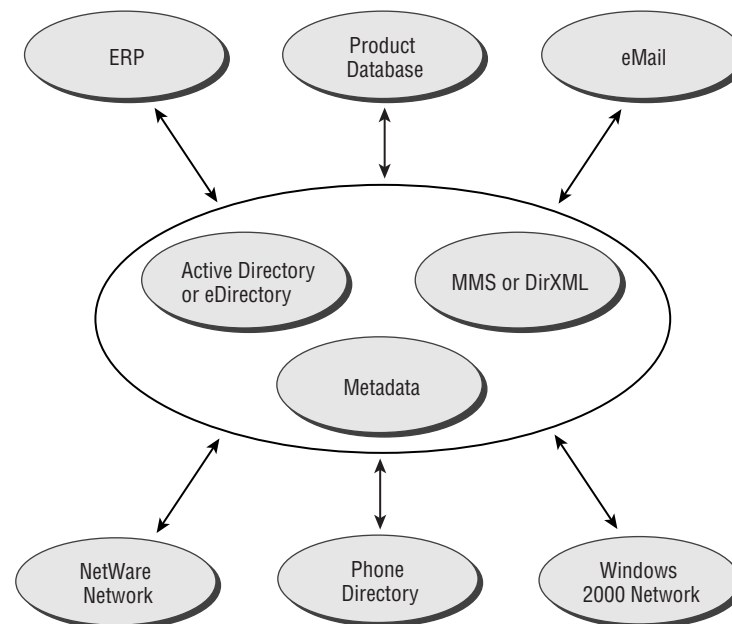 ERP
Product
Database
eMail
Active Directory
or eDirectory
MMS or DirXML
Metadata
NetWare
Network
Phone
Directory
Windows
2000 Network